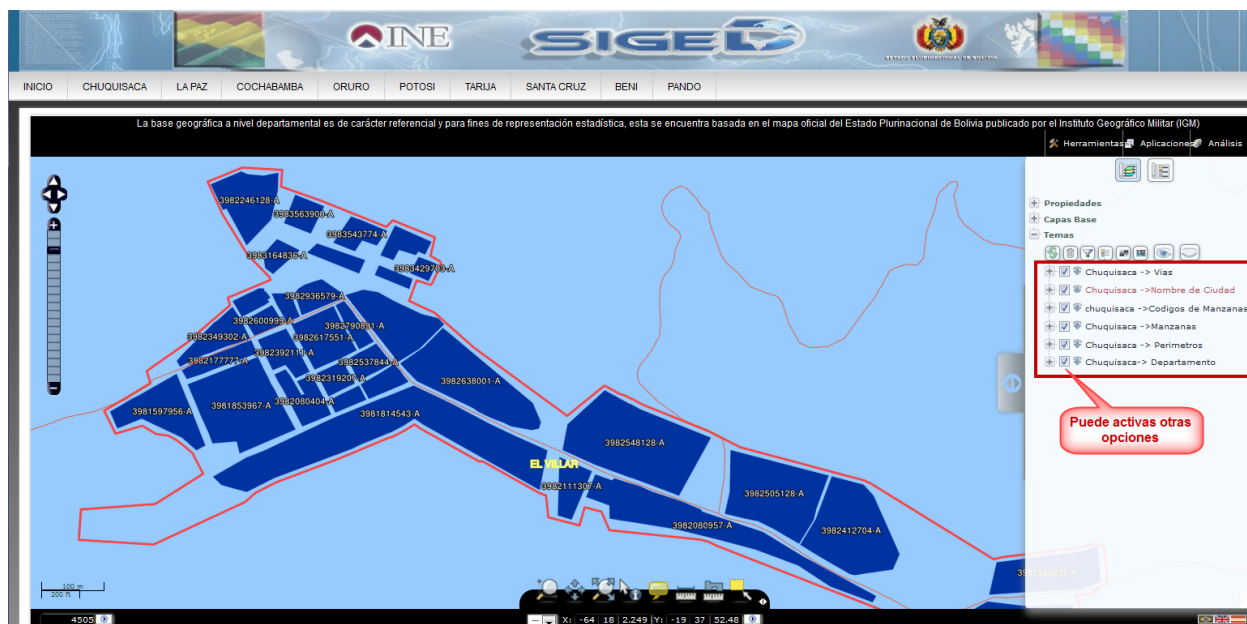 INE
SIGED
ESTADO PLURINACIONAL DE BOLIVIA
INICIO CHUQUISACA LA PAZ COCHABAMBA ORURO POTOSI TARIJA SANTA CRUZ BENI PANDO
La base geográfica a nivel departamental es de carácter referencial y para fines de representación estadística, esta se encuentra basada en el mapa oficial del Estado Plurinacional de Bolivia publicado por el Instituto Geográfico Militar (IGM)
Herramientas Aplicaciones Análisis
Propiedades
Capas Base
Temas
Chuquisaca -> Vias
Chuquisaca ->Nombre de Ciudad
chuquisaca ->Codigos de Manzanas
Chuquisaca ->Manzanas
Chuquisaca -> Perimetros
Chuquisaca-> Departamento
Puede activas otras
opciones
3982246128-A
3983563900-A
3983543774-A
3983164836-A
3983429703-A
3982936579-A
3982600999-A
3982790891-A
3982349302-A
3982617551-A
3982392111-A
3982177777-A
3982537844-A
3982319209-A
3982638001-A
3982080404-A
3981853967-A
3981597956-A
3981814543-A
3982548128-A
EL VILLAR
3982111307-A
3982505128-A
3982080957-A
3982412704-A
100 m
200 ft
4505
X: -64 18 2.249 Y: -19 37 52.48